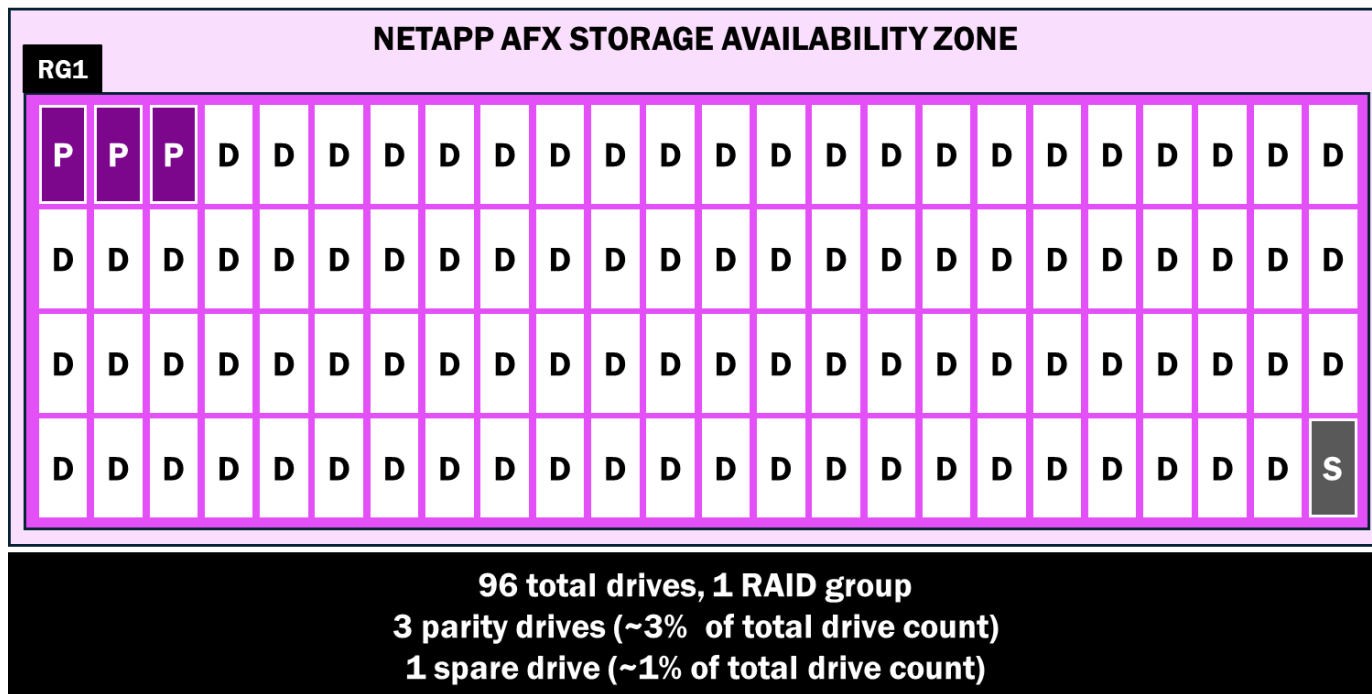 NETAPP AFX STORAGE AVAILABILITY ZONE
RG1
P P P D D D D D D D D D D D D D D D D D D D D D
D D D D D D D D D D D D D D D D D D D D D D D D
D D D D D D D D D D D D D D D D D D D D D D D D
D D D D D D D D D D D D D D D D D D D D D D D S
96 total drives, 1 RAID group
3 parity drives (~3% of total drive count)
1 spare drive (~1% of total drive count)